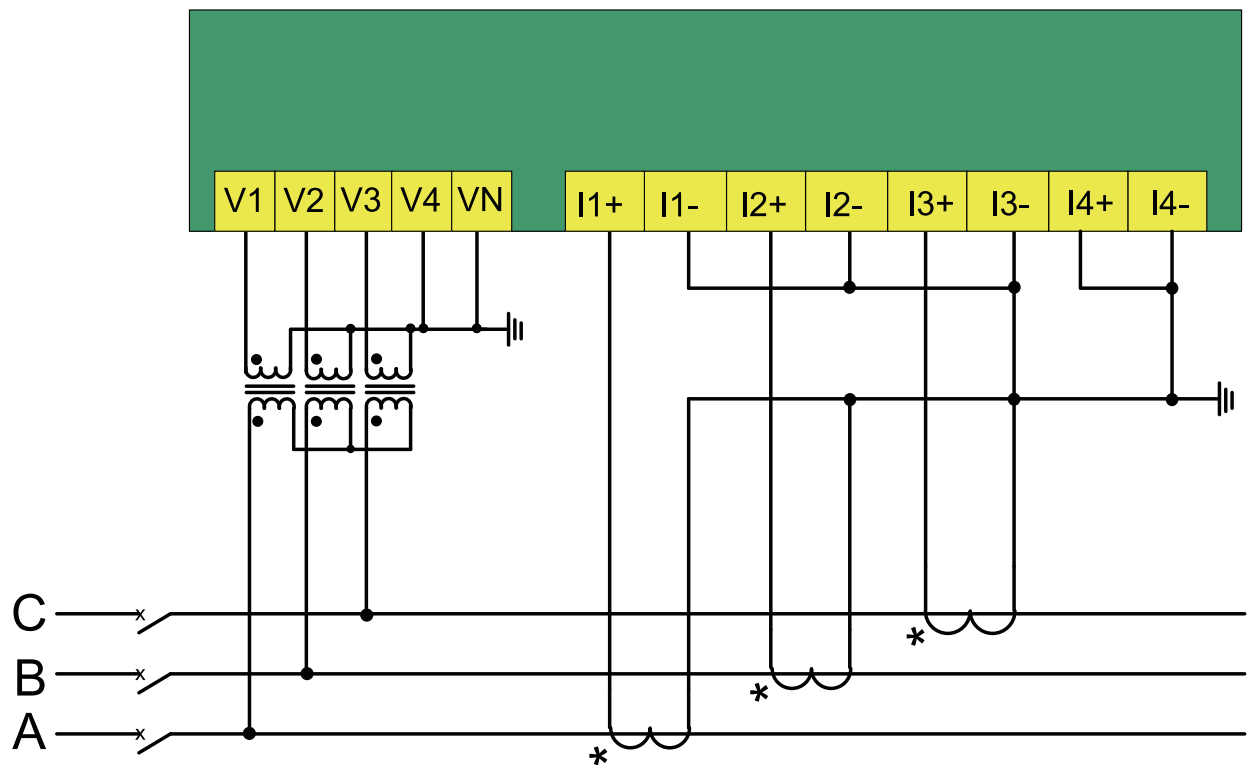 V1 V2 V3 V4 VN I1+ I1- I2+ I2- I3+ I3- I4+ I4-
C x
*
B x
*
A x
*